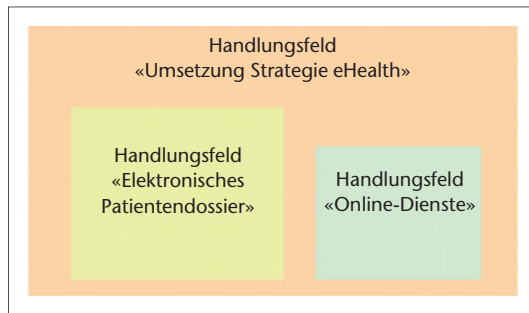 Handlungsfeld
«Umsetzung Strategie eHealth»
Handlungsfeld
«Elektronisches
Patientendossier»
Handlungsfeld
«Online-Dienste»